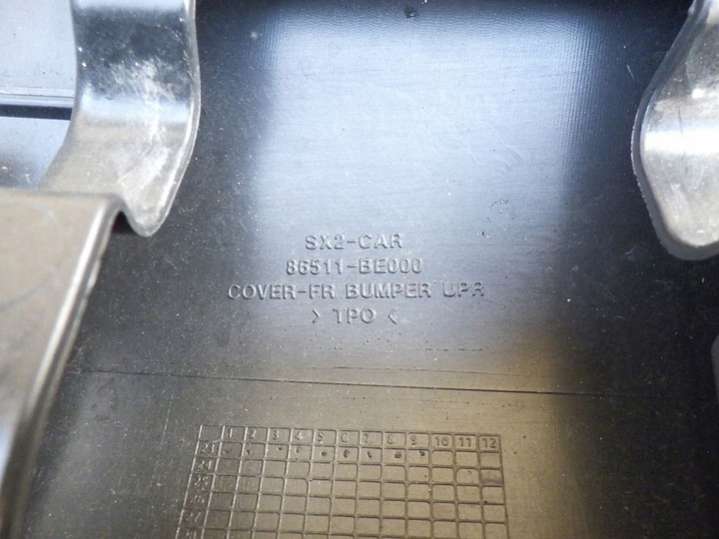 SX2-CAR
86511-BE000
COVER-FR BUMPER UPR
> TPO <
1 2 3 4 5 6 7 8 9 10 11 12